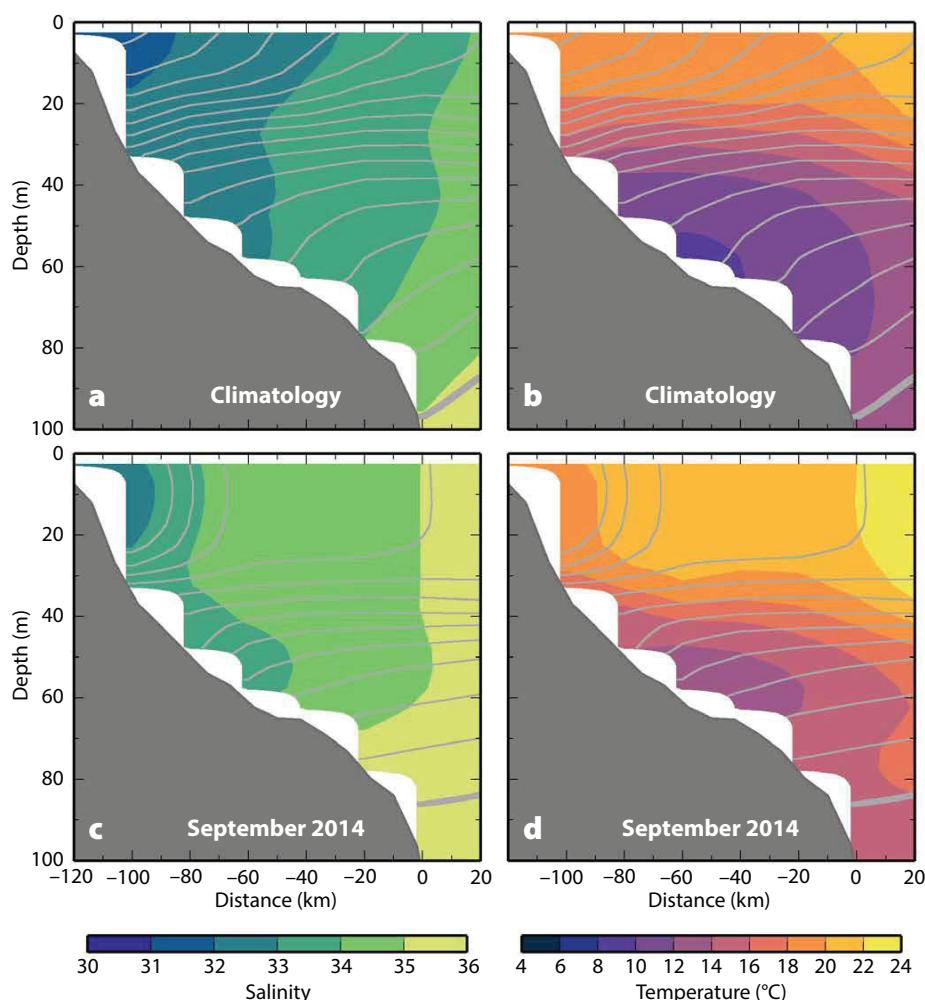 0
20
40
60
80
100
Depth (m)
a Climatology
b Climatology
0
20
40
60
80
100
Depth (m)
c September 2014
d September 2014
−120 −100 −80 −60 −40 −20 0 20
Distance (km)
−100 −80 −60 −40 −20 0 20
Distance (km)
30 31 32 33 34 35 36
Salinity
4 6 8 10 12 14 16 18 20 22 24
Temperature (°C)